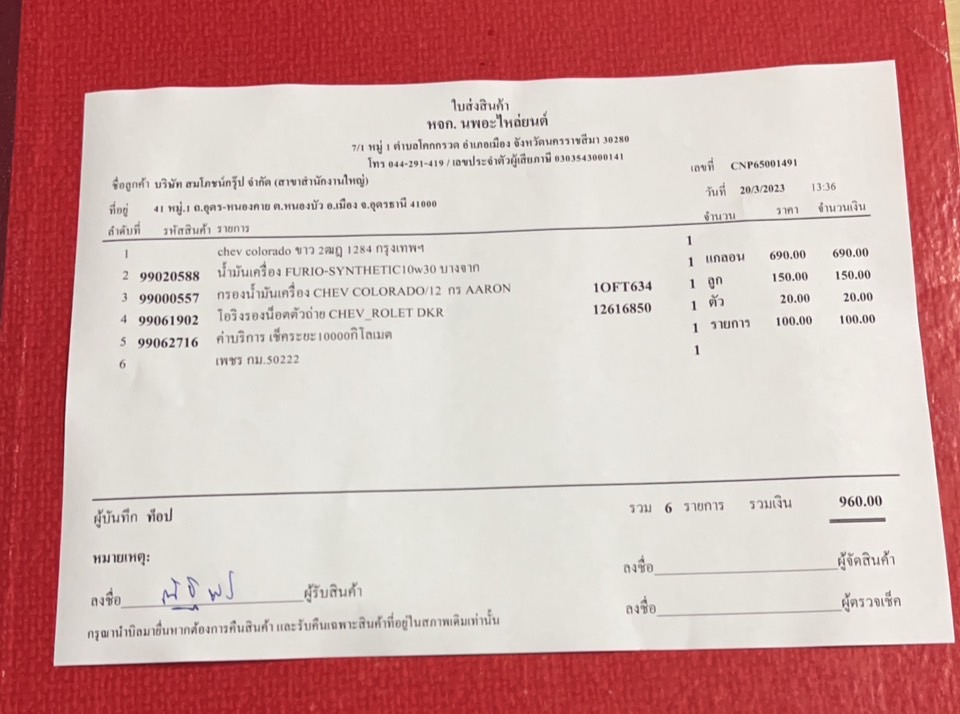 ใบส่งสินค้า
หจก. นพอะไหล่ยนต์
7/1 หมู่ 1 ตำบลโคกกรวด อำเภอเมือง จังหวัดนครราชสีมา 30280
โทร 044-291-419 / เลขประจำตัวผู้เสียภาษี 0303543000141
เลขที่ CNP65001491
ชื่อลูกค้า บริษัท สมโภชน์กรุ๊ป จำกัด (สาขาสำนักงานใหญ่)
วันที่ 20/3/2023 13:36
ที่อยู่ 41 หมู่.1 ถ.อุดร-หนองคาย ต.หนองบัว อ.เมือง จ.อุดรธานี 41000
ลำดับที่ รหัสสินค้า รายการ จำนวน ราคา จำนวนเงิน
1 chev colorado ขาว 2ฒฎ 1284 กรุงเทพฯ 1
2 99020588 น้ำมันเครื่อง FURIO-SYNTHETIC10w30 บางจาก 1 แกลอน 690.00 690.00
3 99000557 กรองน้ำมันเครื่อง CHEV COLORADO/12 กร AARON 1OFT634 1 ลูก 150.00 150.00
4 99061902 โอริงรองน็อตตัวถ่าย CHEV_ROLET DKR 12616850 1 ตัว 20.00 20.00
5 99062716 ค่าบริการ เช็คระยะ10000กิโลเมต 1 รายการ 100.00 100.00
6 เพชร กม.50222 1
รวม 6 รายการ รวมเงิน 960.00
ผู้บันทึก ท็อป
หมายเหตุ:
ลงชื่อ ผู้จัดสินค้า
ลงชื่อ ผู้รับสินค้า
ลงชื่อ ผู้ตรวจเช็ค
กรุณานำบิลมายื่นหากต้องการคืนสินค้า และรับคืนเฉพาะสินค้าที่อยู่ในสภาพเดิมเท่านั้น